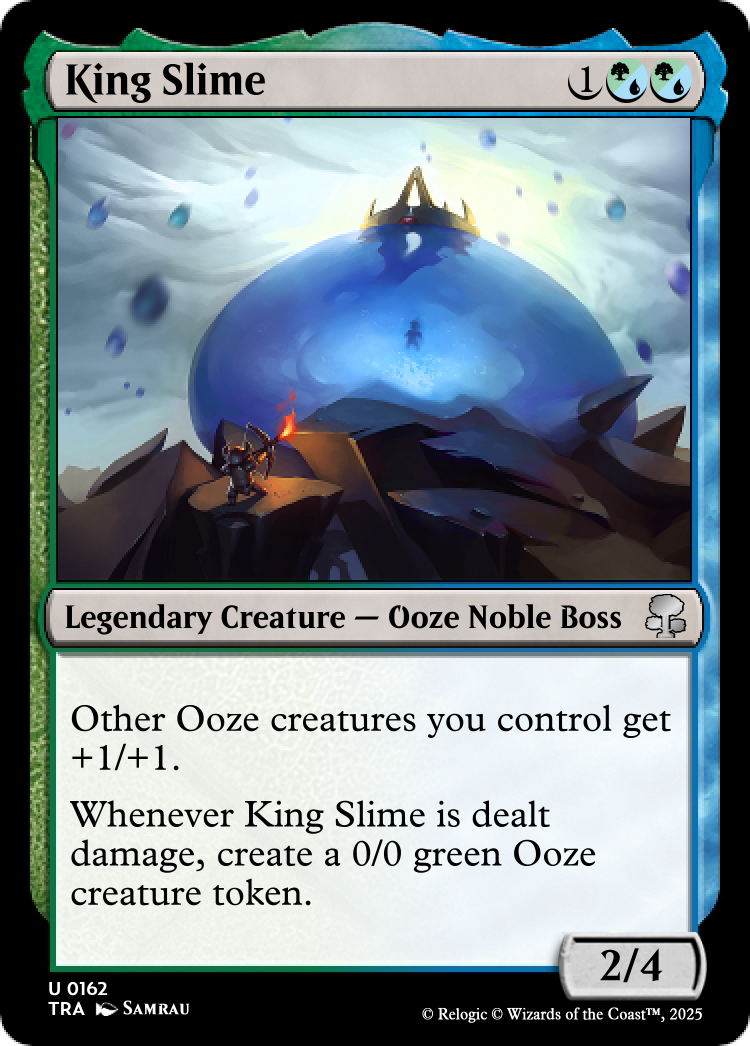 King Slime 1
Legendary Creature — Ooze Noble Boss
Other Ooze creatures you control get
+1/+1.
Whenever King Slime is dealt
damage, create a 0/0 green Ooze
creature token.
2/4
U 0162
TRA SAMRAU
© Relogic © Wizards of the Coast™, 2025